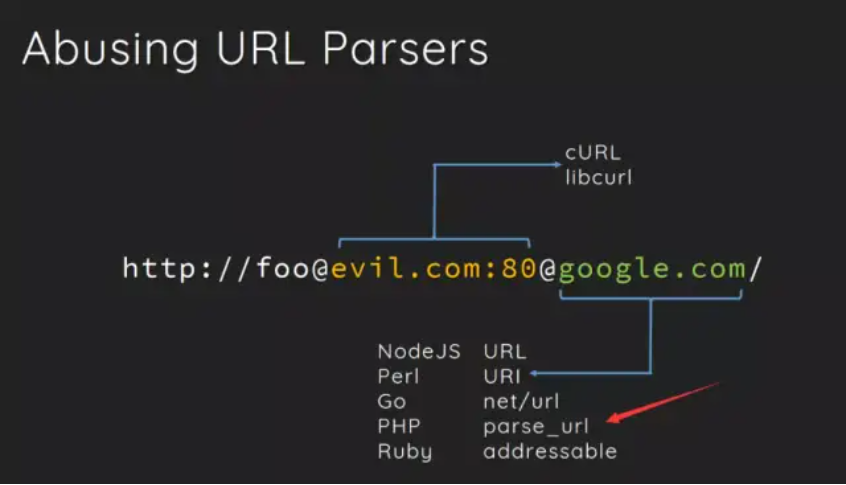 Abusing URL Parsers
cURL
libcurl
http://foo@evil.com:80@google.com/
NodeJS URL
Perl URI
Go net/url
PHP parse_url
Ruby addressable